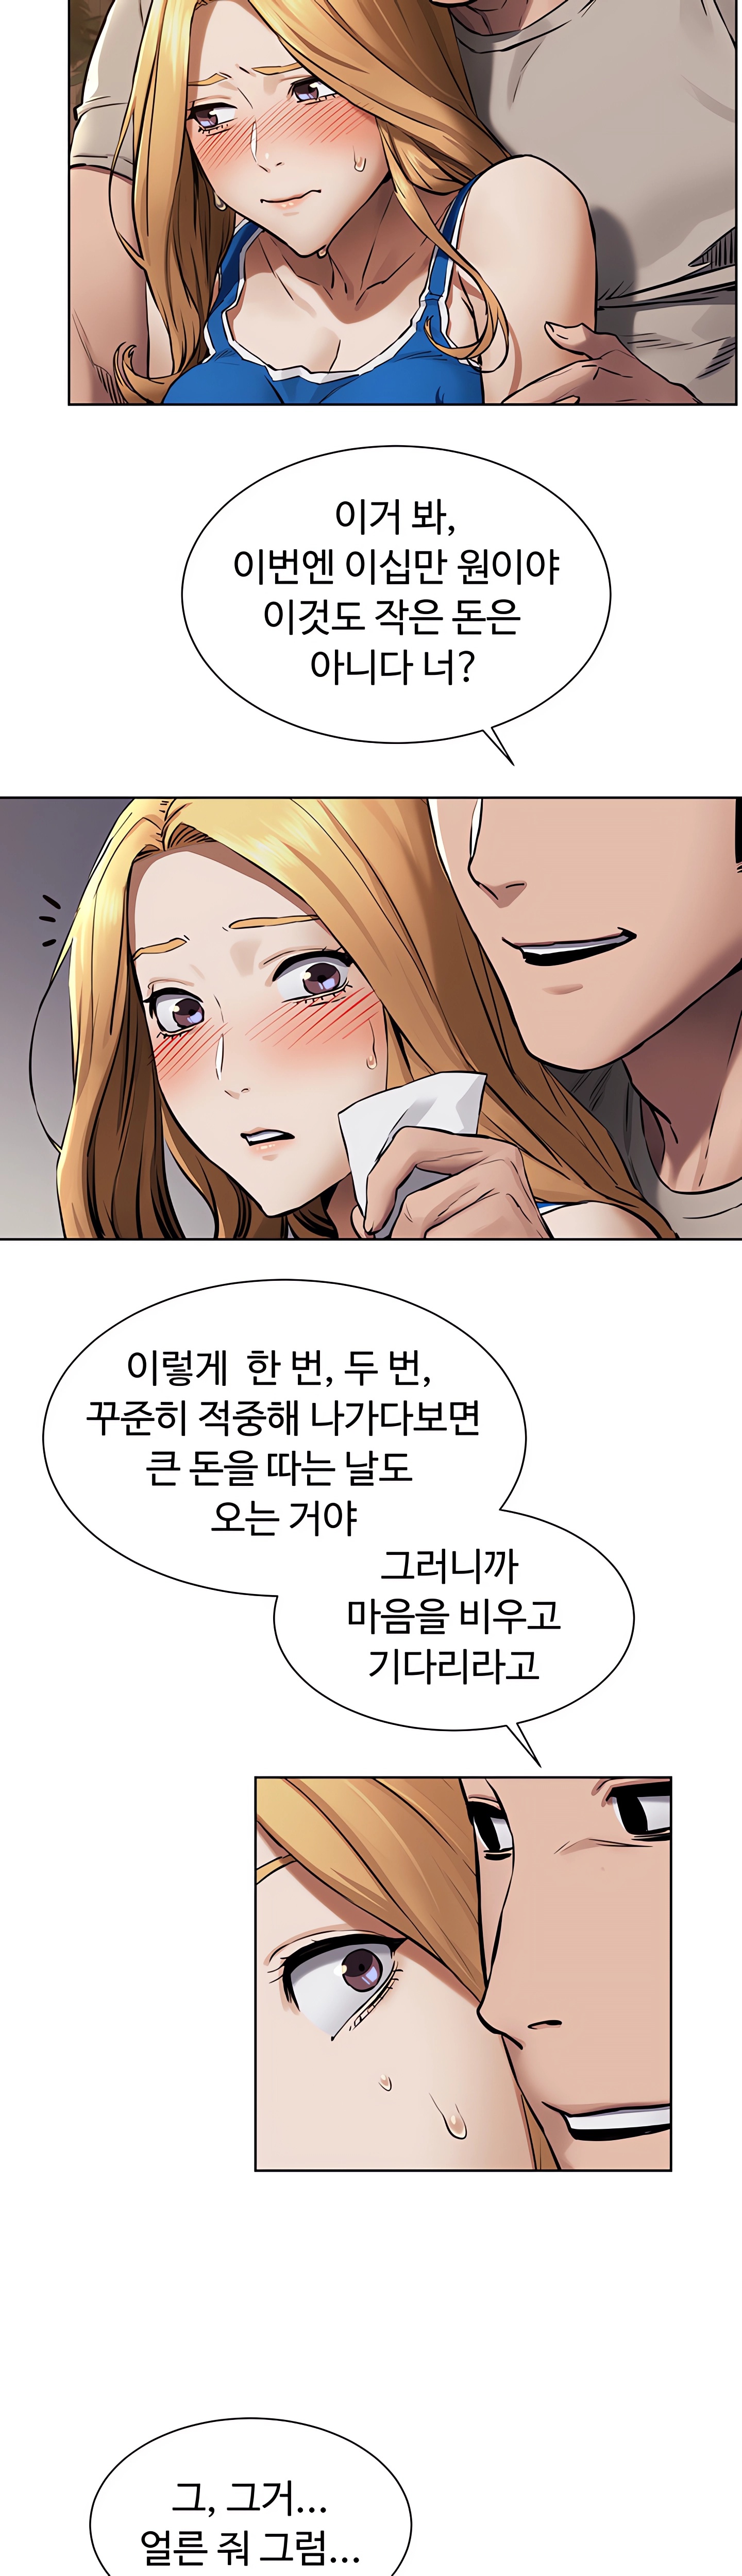 이거 봐,
이번엔 이십만 원이야
이것도 작은 돈은
아니다 너?
이렇게 한 번, 두 번,
꾸준히 적중해 나가다보면
큰 돈을 따는 날도
오는 거야
그러니까
마음을 비우고
기다리라고
그, 그거...
얼른 줘 그럼...